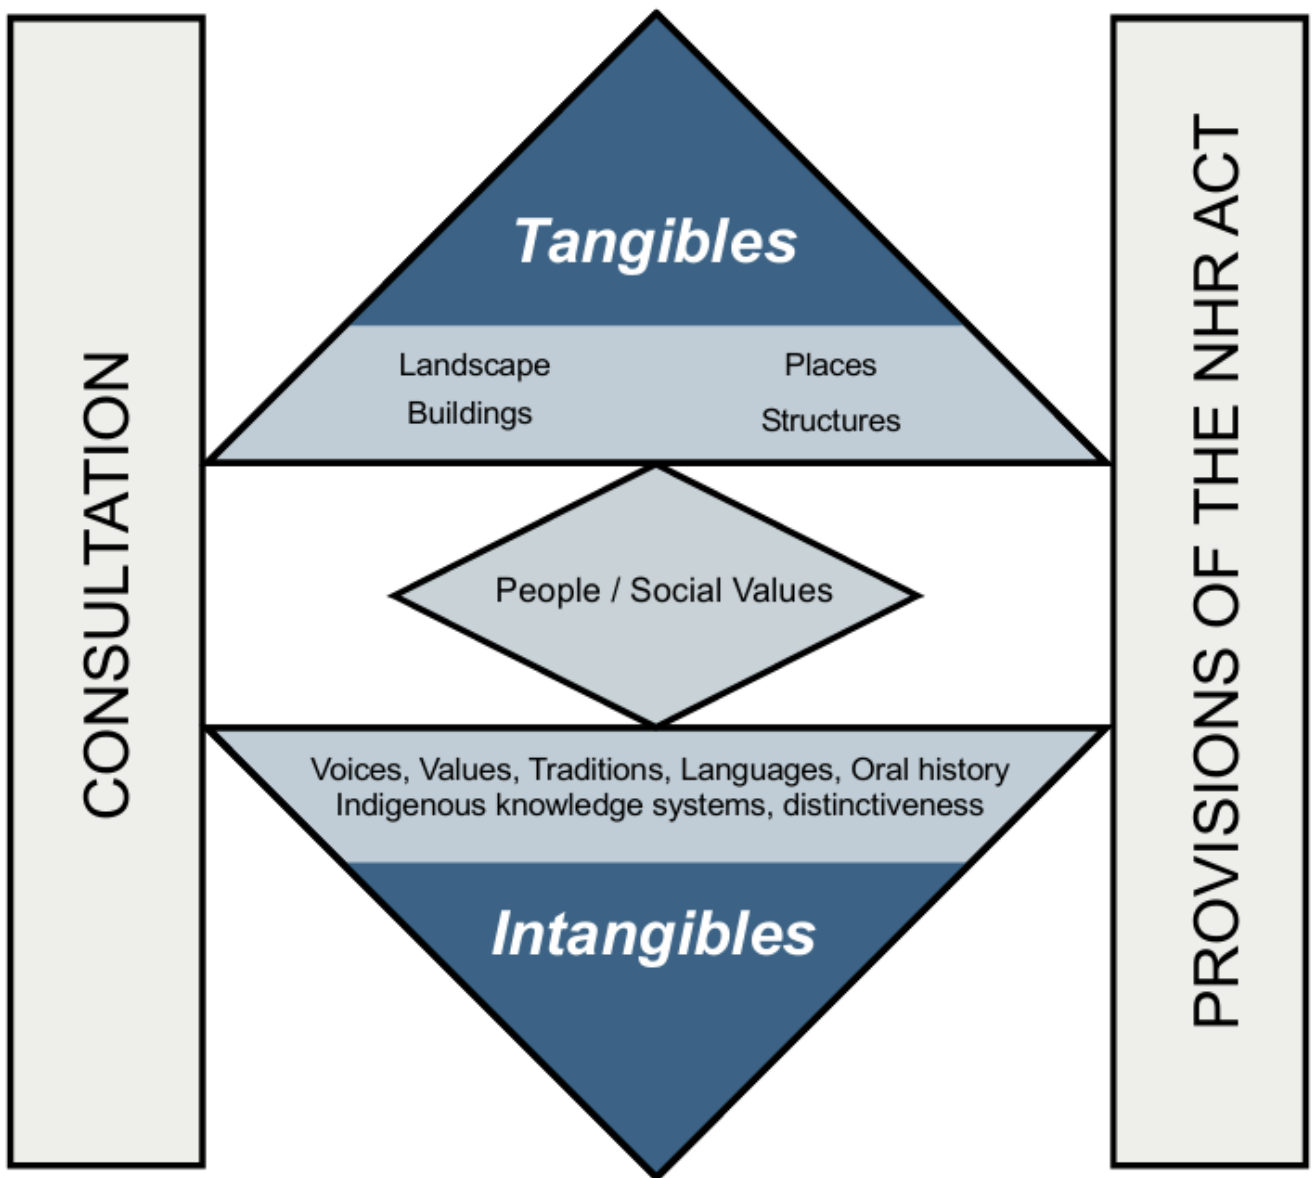 CONSULTATION
Tangibles
Landscape
Places
Buildings
Structures
People / Social Values
Voices, Values, Traditions, Languages, Oral history
Indigenous knowledge systems, distinctiveness
Intangibles
PROVISIONS OF THE NHR ACT